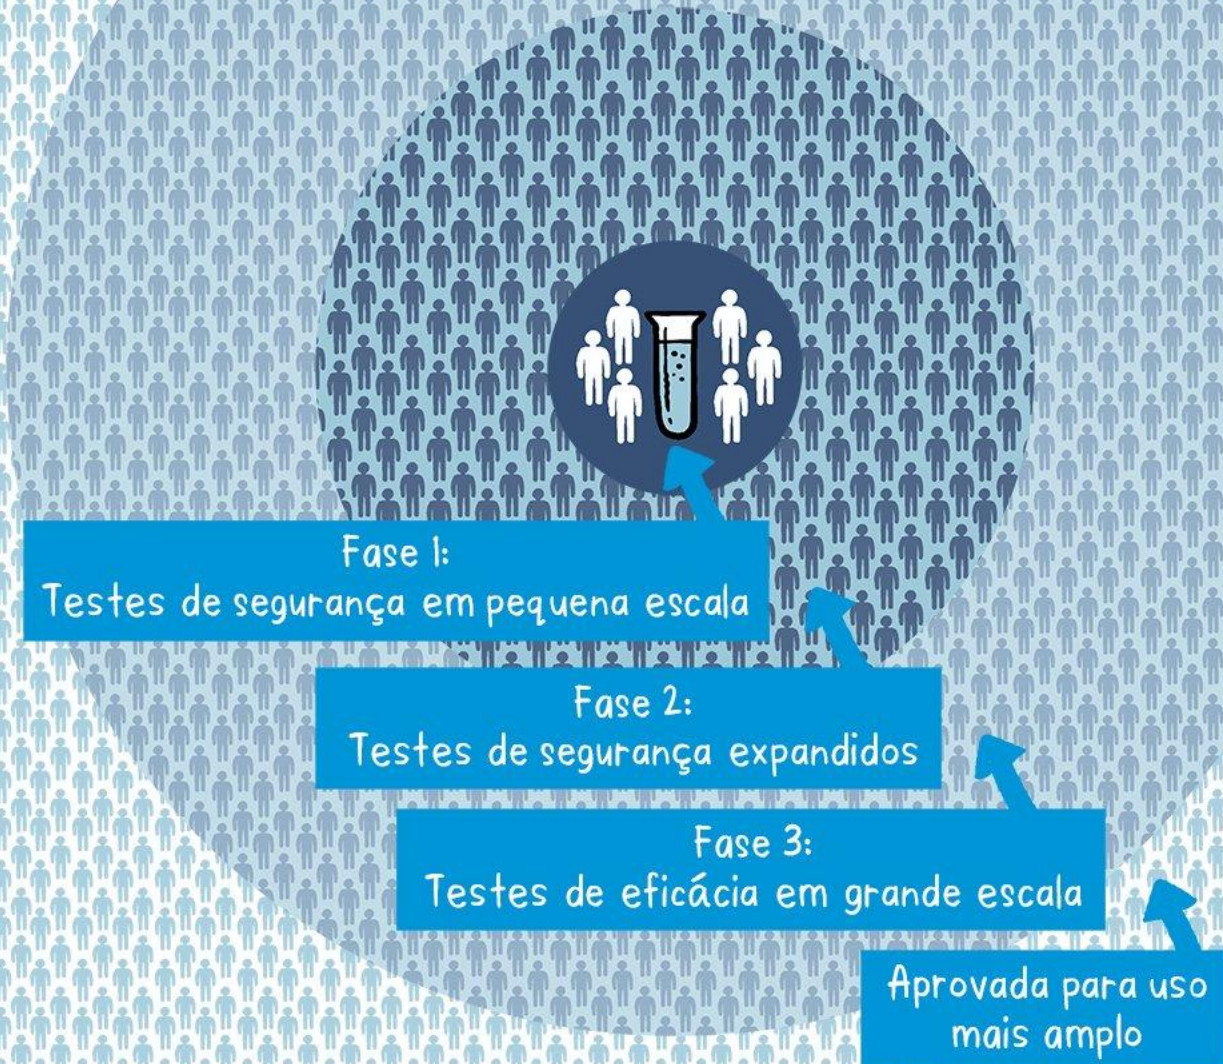 Fase 1:
Testes de segurança em pequena escala
Fase 2:
Testes de segurança expandidos
Fase 3:
Testes de eficácia em grande escala
Aprovada para uso
mais amplo